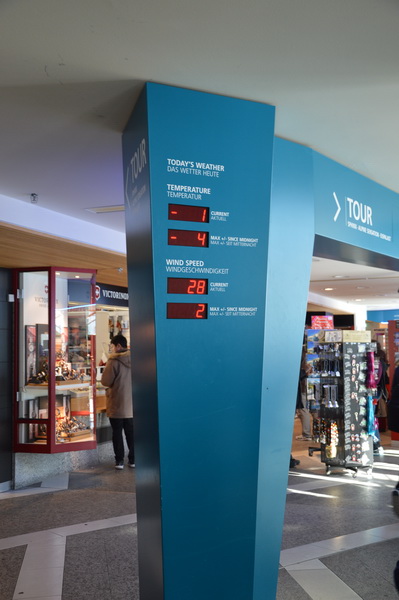 TOUR
TODAY'S WEATHER
DAS WETTER HEUTE
TEMPERATURE
TEMPERATUR
- 1 CURRENT
AKTUELL
- 4 MAX +/- SINCE MIDNIGHT
MAX +/- SEIT MITTERNACHT
WIND SPEED
WINDGESCHWINDIGKEIT
28 CURRENT
AKTUELL
2 MAX +/- SINCE MIDNIGHT
MAX +/- SEIT MITTERNACHT
TOUR
VICTORINOX